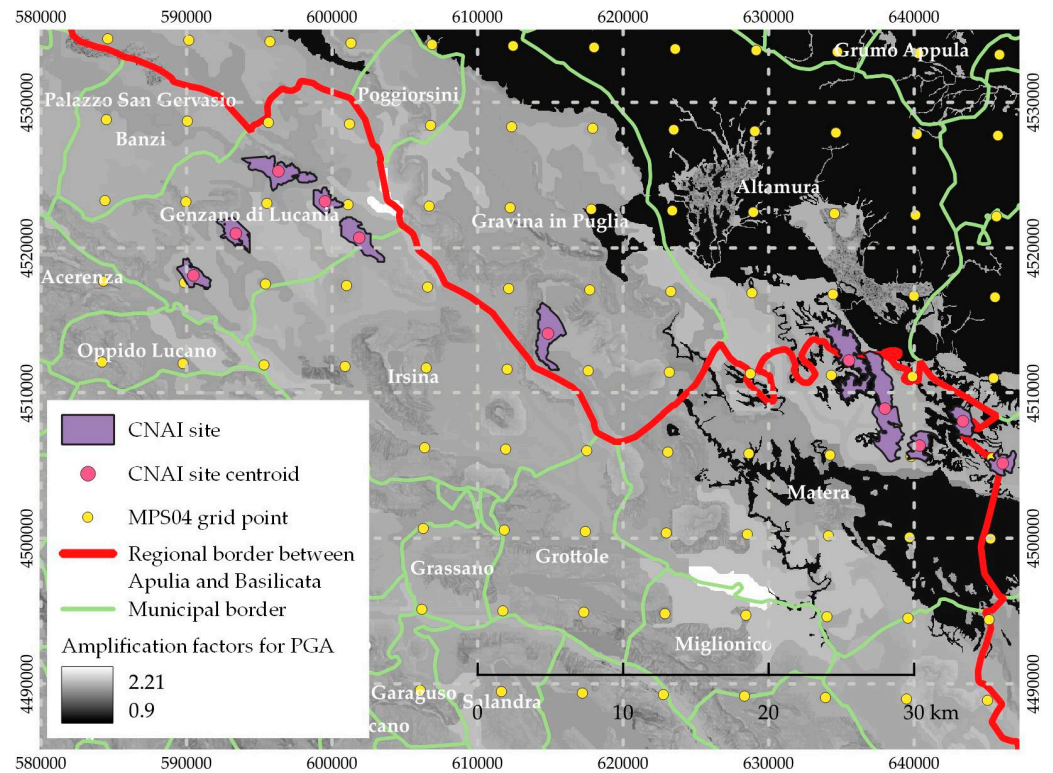 580000 590000 600000 610000 620000 630000 640000
Grumo Appula
4530000
4530000
Palazzo San Gervasio
Poggiorsini
Banzi
Altamura
Genzano di Lucania
Gravina in Puglia
4520000
4520000
Acerenza
Oppido Lucano
Irsina
4510000
4510000
CNAI site
CNAI site centroid
MPS04 grid point
Regional border between
Apulia and Basilicata
Municipal border
Amplification factors for PGA
2.21
0.9
Matera
4500000
4500000
Grottole
Grassano
Miglionico
4490000
4490000
Garaguso
Salandra
cano
0 10 20 30 km
580000 590000 600000 610000 620000 630000 640000